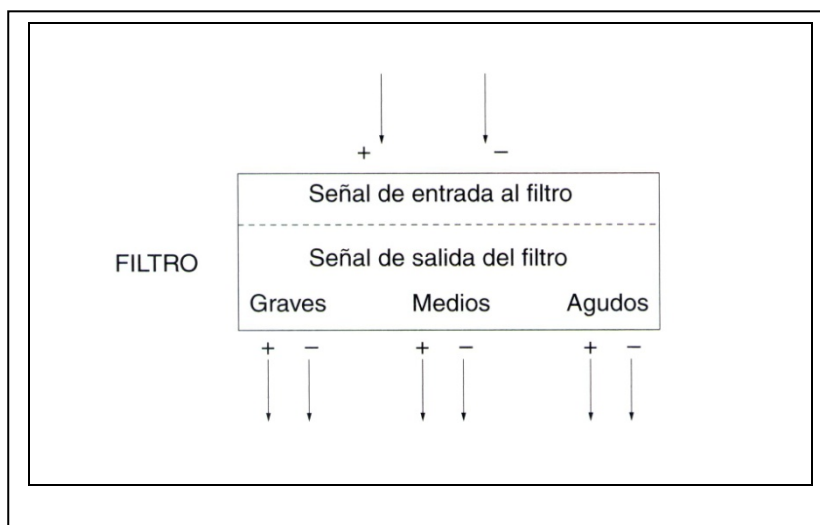 + −
Señal de entrada al filtro
FILTRO
Señal de salida del filtro
Graves Medios Agudos
+ − + − + −